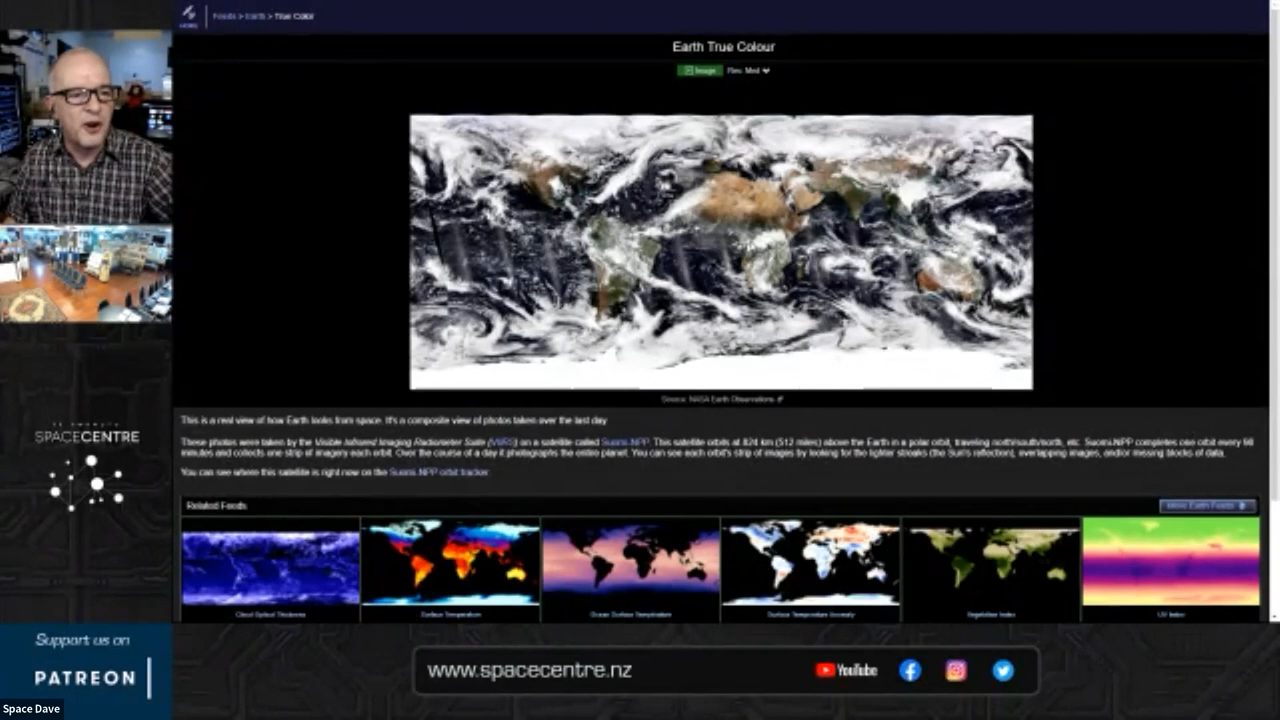 HOME
Feeds > Earth > True Color
Earth True Colour
Image
Res: Med
Source: NASA Earth Observations
This is a real view of how Earth looks from space. It's a composite view of photos taken over the last day.
These photos were taken by the Visible Infrared Imaging Radiometer Suite (VIIRS) on a satellite called Suomi NPP. This satellite orbits at 824 km (512 miles) above the Earth in a polar orbit, traveling north/south/north, etc. Suomi NPP completes one orbit every
minutes and collects one strip of imagery each orbit. Over the course of a day it photographs the entire planet. You can see each orbit's strip of images by looking for the lighter streaks (the Sun's reflection), overlapping images, and/or missing blocks of data.
You can see where this satellite is right now on the Suomi NPP orbit tracker.
Related Feeds
More Earth Feeds
Cloud Optical Thickness
Surface Temperature
Ocean Surface Temperature
Surface Temperature Anomaly
Vegetation Index
UV Index
SPACECENTRE
Support us on
PATREON
www.spacecentre.nz
YouTube
Space Dave